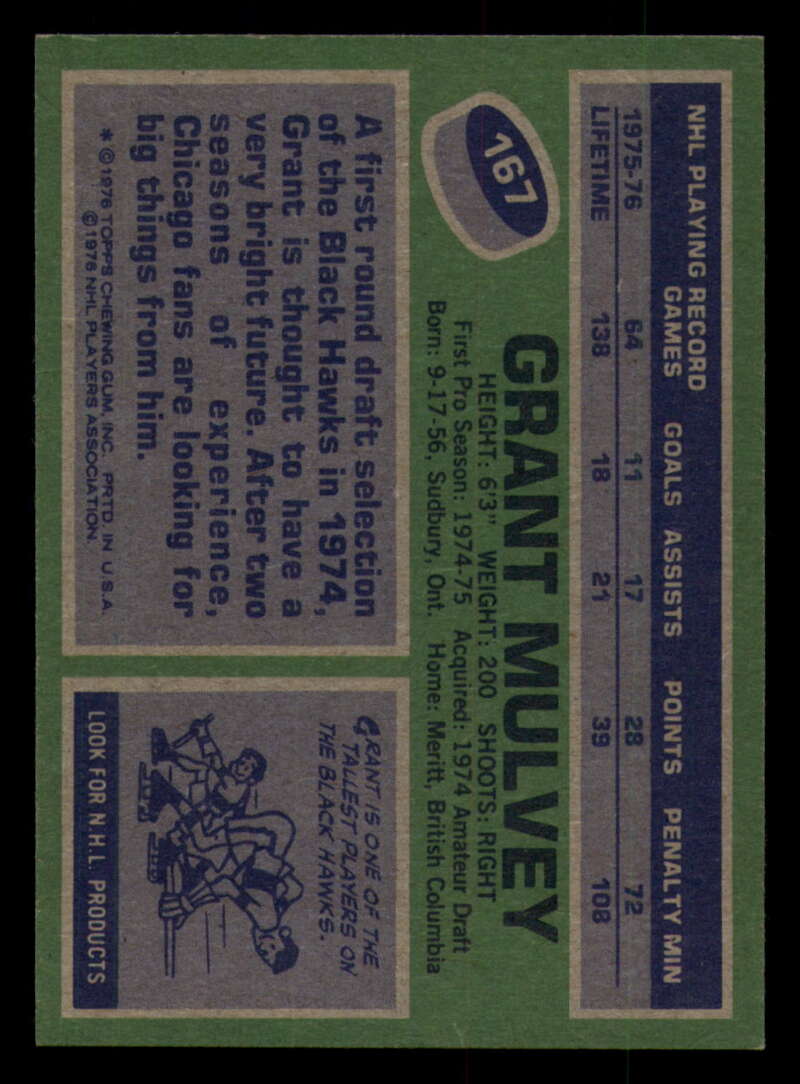 NHL PLAYING RECORD
GAMES GOALS ASSISTS POINTS PENALTY MIN
1975-76 64 11 17 28 72
LIFETIME 138 18 21 39 108
167
GRANT MULVEY
HEIGHT: 6'3" WEIGHT: 200 SHOOTS: RIGHT
First Pro Season: 1974-75 Acquired: 1974 Amateur Draft
Born: 9-17-56, Sudbury, Ont. Home: Meritt, British Columbia
A first round draft selection
of the Black Hawks in 1974,
Grant is thought to have a
very bright future. After two
seasons of experience,
Chicago fans are looking for
big things from him.
* ©1976 TOPPS CHEWING GUM, INC. PRTD. IN U.S.A.
©1976 NHL PLAYERS ASSOCIATION.
GRANT IS ONE OF THE
TALLEST PLAYERS ON
THE BLACK HAWKS.
LOOK FOR N.H.L. PRODUCTS